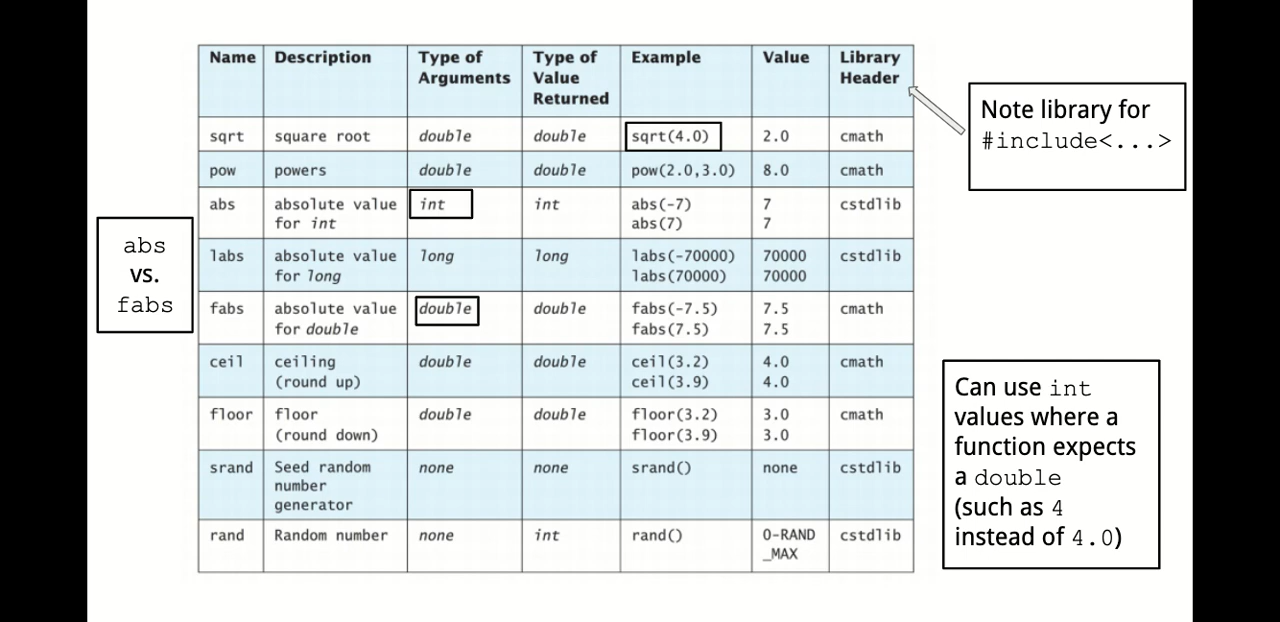 Name Description Type of Arguments Type of Value Returned Example Value Library Header
sqrt square root double double sqrt(4.0) 2.0 cmath
pow powers double double pow(2.0,3.0) 8.0 cmath
abs absolute value int int abs(-7) 7 cstdlib
for int abs(7) 7
labs absolute value long long labs(-70000) 70000 cstdlib
for long labs(70000) 70000
fabs absolute value double double fabs(-7.5) 7.5 cmath
for double fabs(7.5) 7.5
ceil ceiling double double ceil(3.2) 4.0 cmath
(round up) ceil(3.9) 4.0
floor floor double double floor(3.2) 3.0 cmath
(round down) floor(3.9) 3.0
srand Seed random none none srand() none cstdlib
number
generator
rand Random number none int rand() 0-RAND cstdlib
_MAX
Note library for
#include<...>
abs
vs.
fabs
Can use int
values where a
function expects
a double
(such as 4
instead of 4.0)